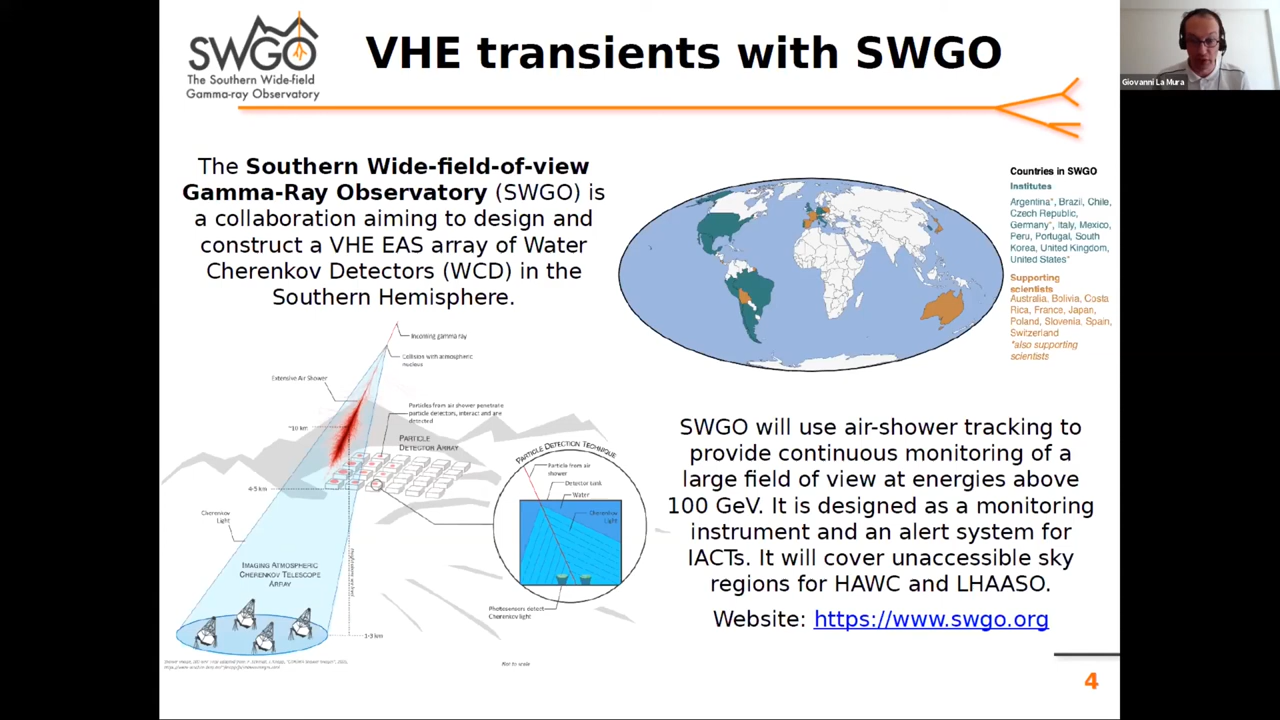 SWGO
The Southern Wide-field
Gamma-ray Observatory
VHE transients with SWGO
Giovanni La Mura
The Southern Wide-field-of-view
Gamma-Ray Observatory (SWGO) is
a collaboration aiming to design and
construct a VHE EAS array of Water
Cherenkov Detectors (WCD) in the
Southern Hemisphere.
Countries in SWGO
Institutes
Argentina*, Brazil, Chile,
Czech Republic,
Germany*, Italy, Mexico,
Peru, Portugal, South
Korea, United Kingdom,
United States*
Supporting
scientists
Australia, Bolivia, Costa
Rica, France, Japan,
Poland, Slovenia, Spain,
Switzerland
*also supporting
scientists
Incoming gamma ray
Collision with atmospheric
nucleus
Extensive Air Shower
Particles from air shower penetrate
particle detectors, interact and are
detected
~10 km
PARTICLE
DETECTOR ARRAY
4-5 km
Cherenkov
Light
IMAGING ATMOSPHERIC
CHERENKOV TELESCOPE
ARRAY
1-3 km
PARTICLE DETECTION TECHNIQUE
Particle from air
shower
Detector tank
Water
Cherenkov
Light
Photosensors detect
Cherenkov light
Not to scale
SWGO will use air-shower tracking to
provide continuous monitoring of a
large field of view at energies above
100 GeV. It is designed as a monitoring
instrument and an alert system for
IACTs. It will cover unaccessible sky
regions for HAWC and LHAASO.
Website: https://www.swgo.org
4